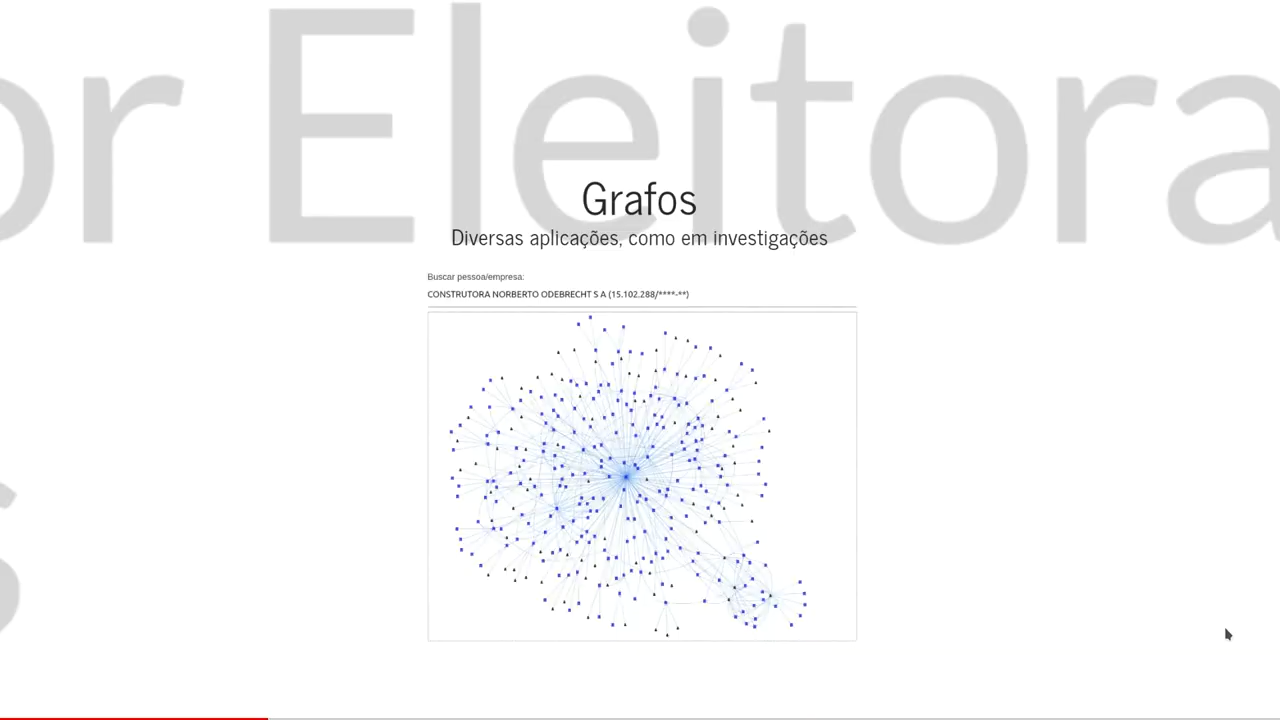 or Eleitora
Grafos
Diversas aplicações, como em investigações
Buscar pessoa/empresa:
CONSTRUTORA NORBERTO ODEBRECHT S A (15.102.288/****-**)
s